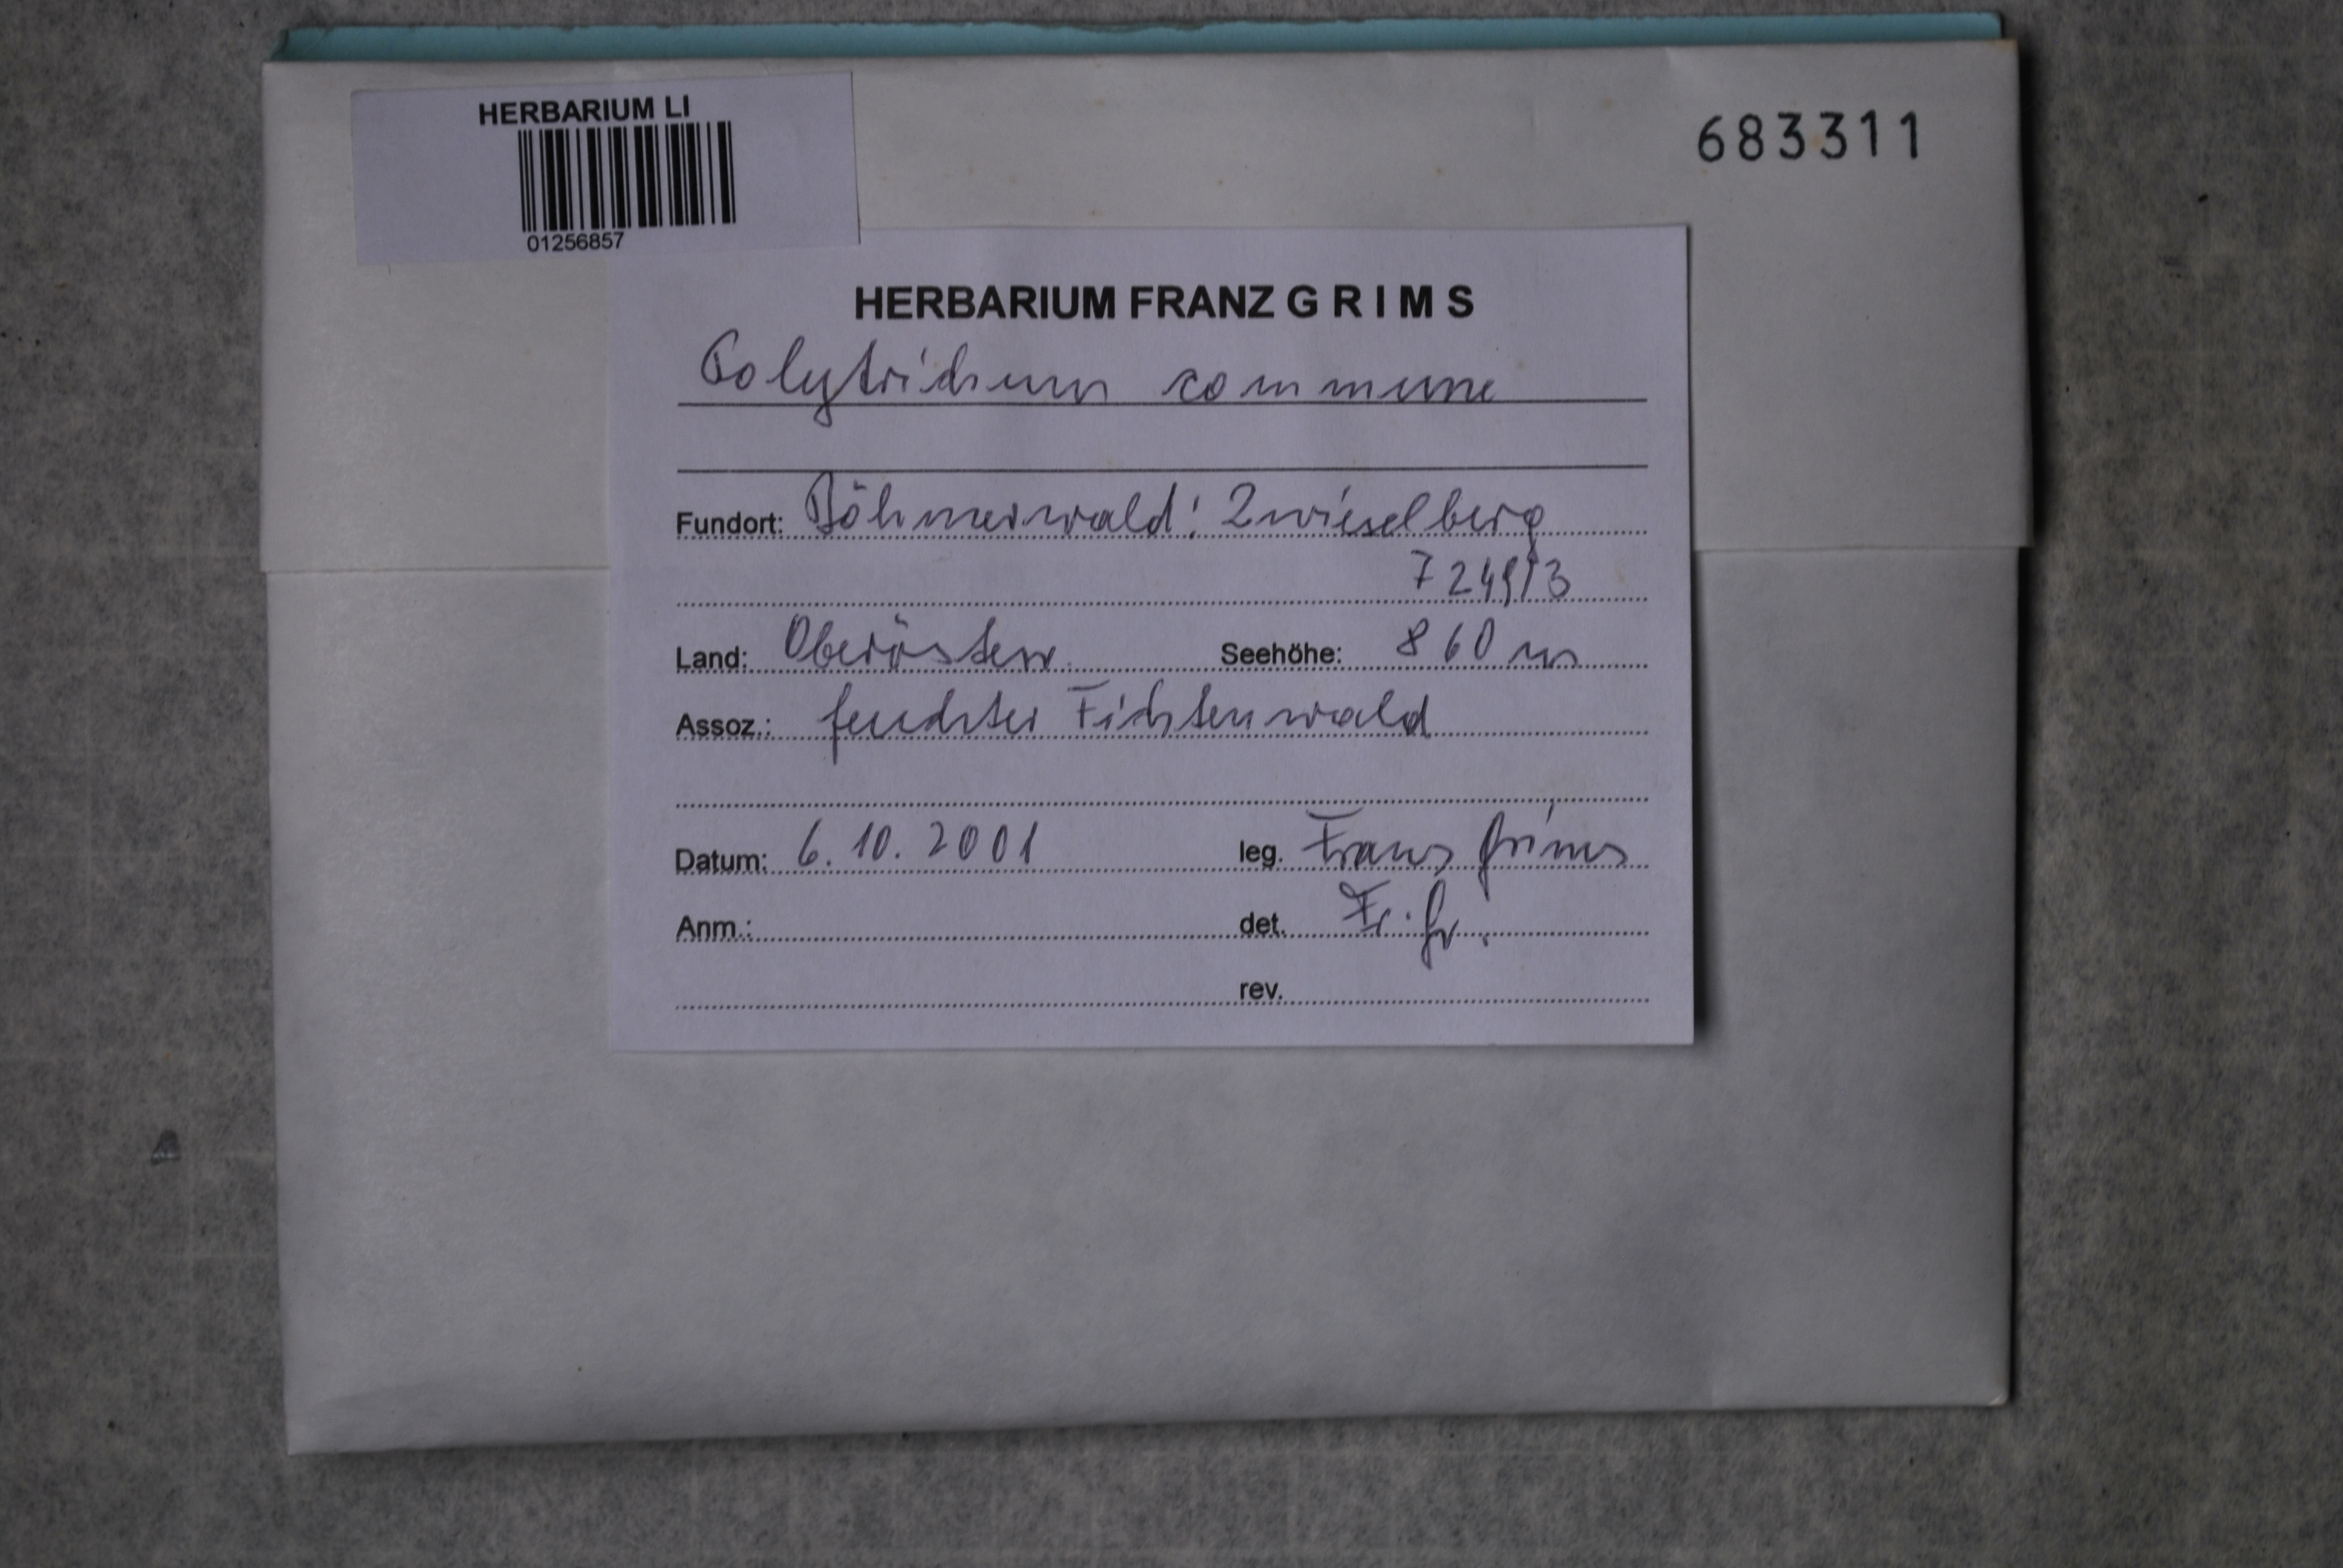 HERBARIUM LI
01256857
683311
HERBARIUM FRANZ G R I M S
Polytrichum commune
Fundort: Böhmerwald: Zwieselberg
7249/3
Land: Oberösterr. Seehöhe: 860 m
Assoz.: feuchter Fichtenwald
Datum: 6.10.2001 leg. Franz Grims
Anm.: det. Fr. Gr.
rev.